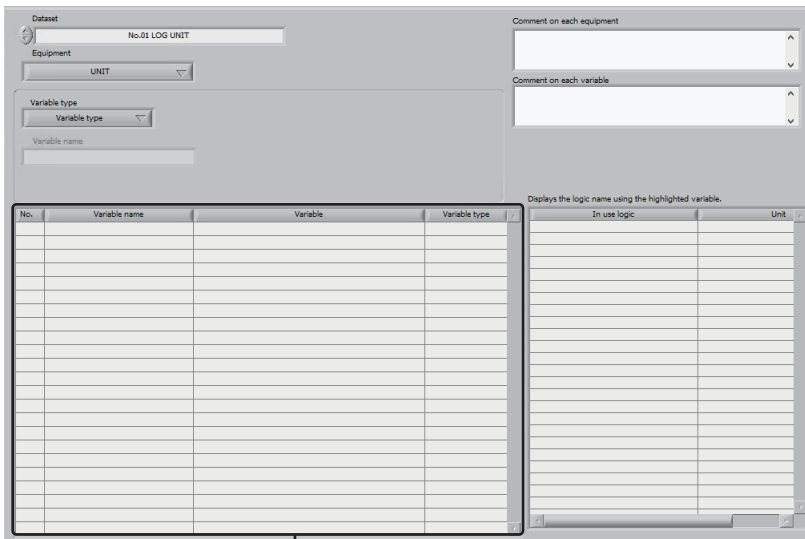 Dataset
No.01 LOG UNIT
Equipment
UNIT
Variable type
Variable type
Variable name
Comment on each equipment
Comment on each variable
No. Variable name Variable Variable type
Displays the logic name using the highlighted variable.
In use logic Unit